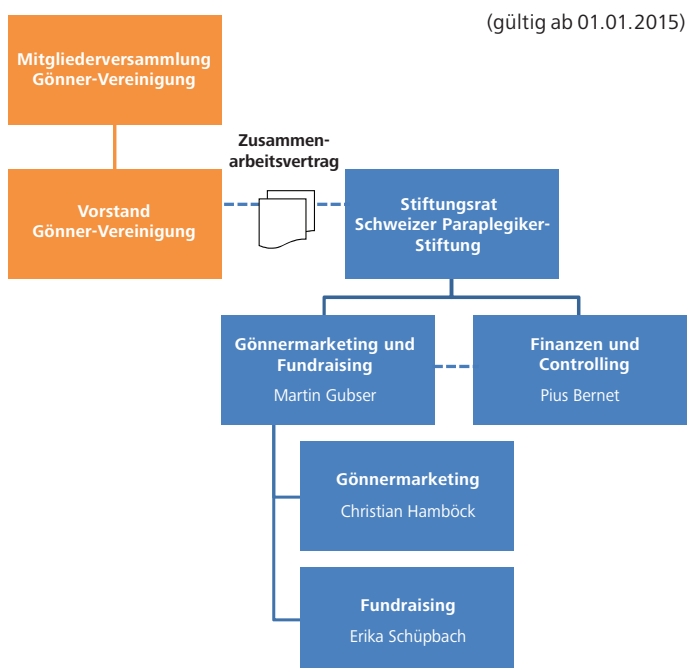 (gültig ab 01.01.2015)
Mitgliederversammlung
Gönner-Vereinigung
Zusammen-
arbeitsvertrag
Vorstand
Gönner-Vereinigung
Stiftungsrat
Schweizer Paraplegiker-
Stiftung
Gönnermarketing und
Fundraising
Martin Gubser
Finanzen und
Controlling
Pius Bernet
Gönnermarketing
Christian Hamböck
Fundraising
Erika Schüpbach